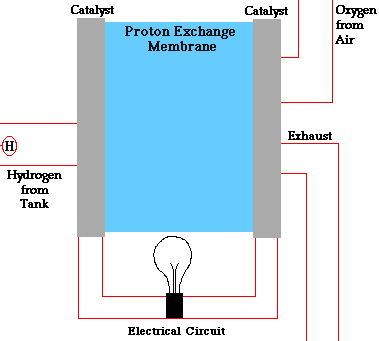 Catalyst
Catalyst
Oxygen
from
Air
Proton Exchange
Membrane
H
Exhaust
Hydrogen
from
Tank
Electrical Circuit